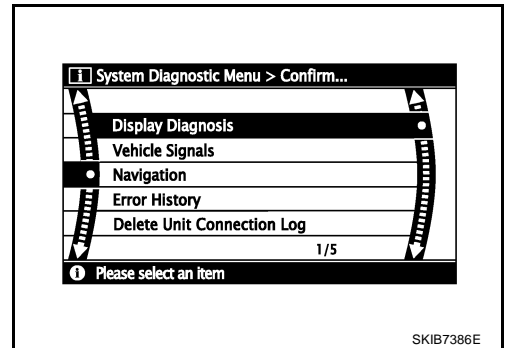 i System Diagnostic Menu > Confirm...
Display Diagnosis
Vehicle Signals
Navigation
Error History
Delete Unit Connection Log
1/5
i Please select an item
SKIB7386E